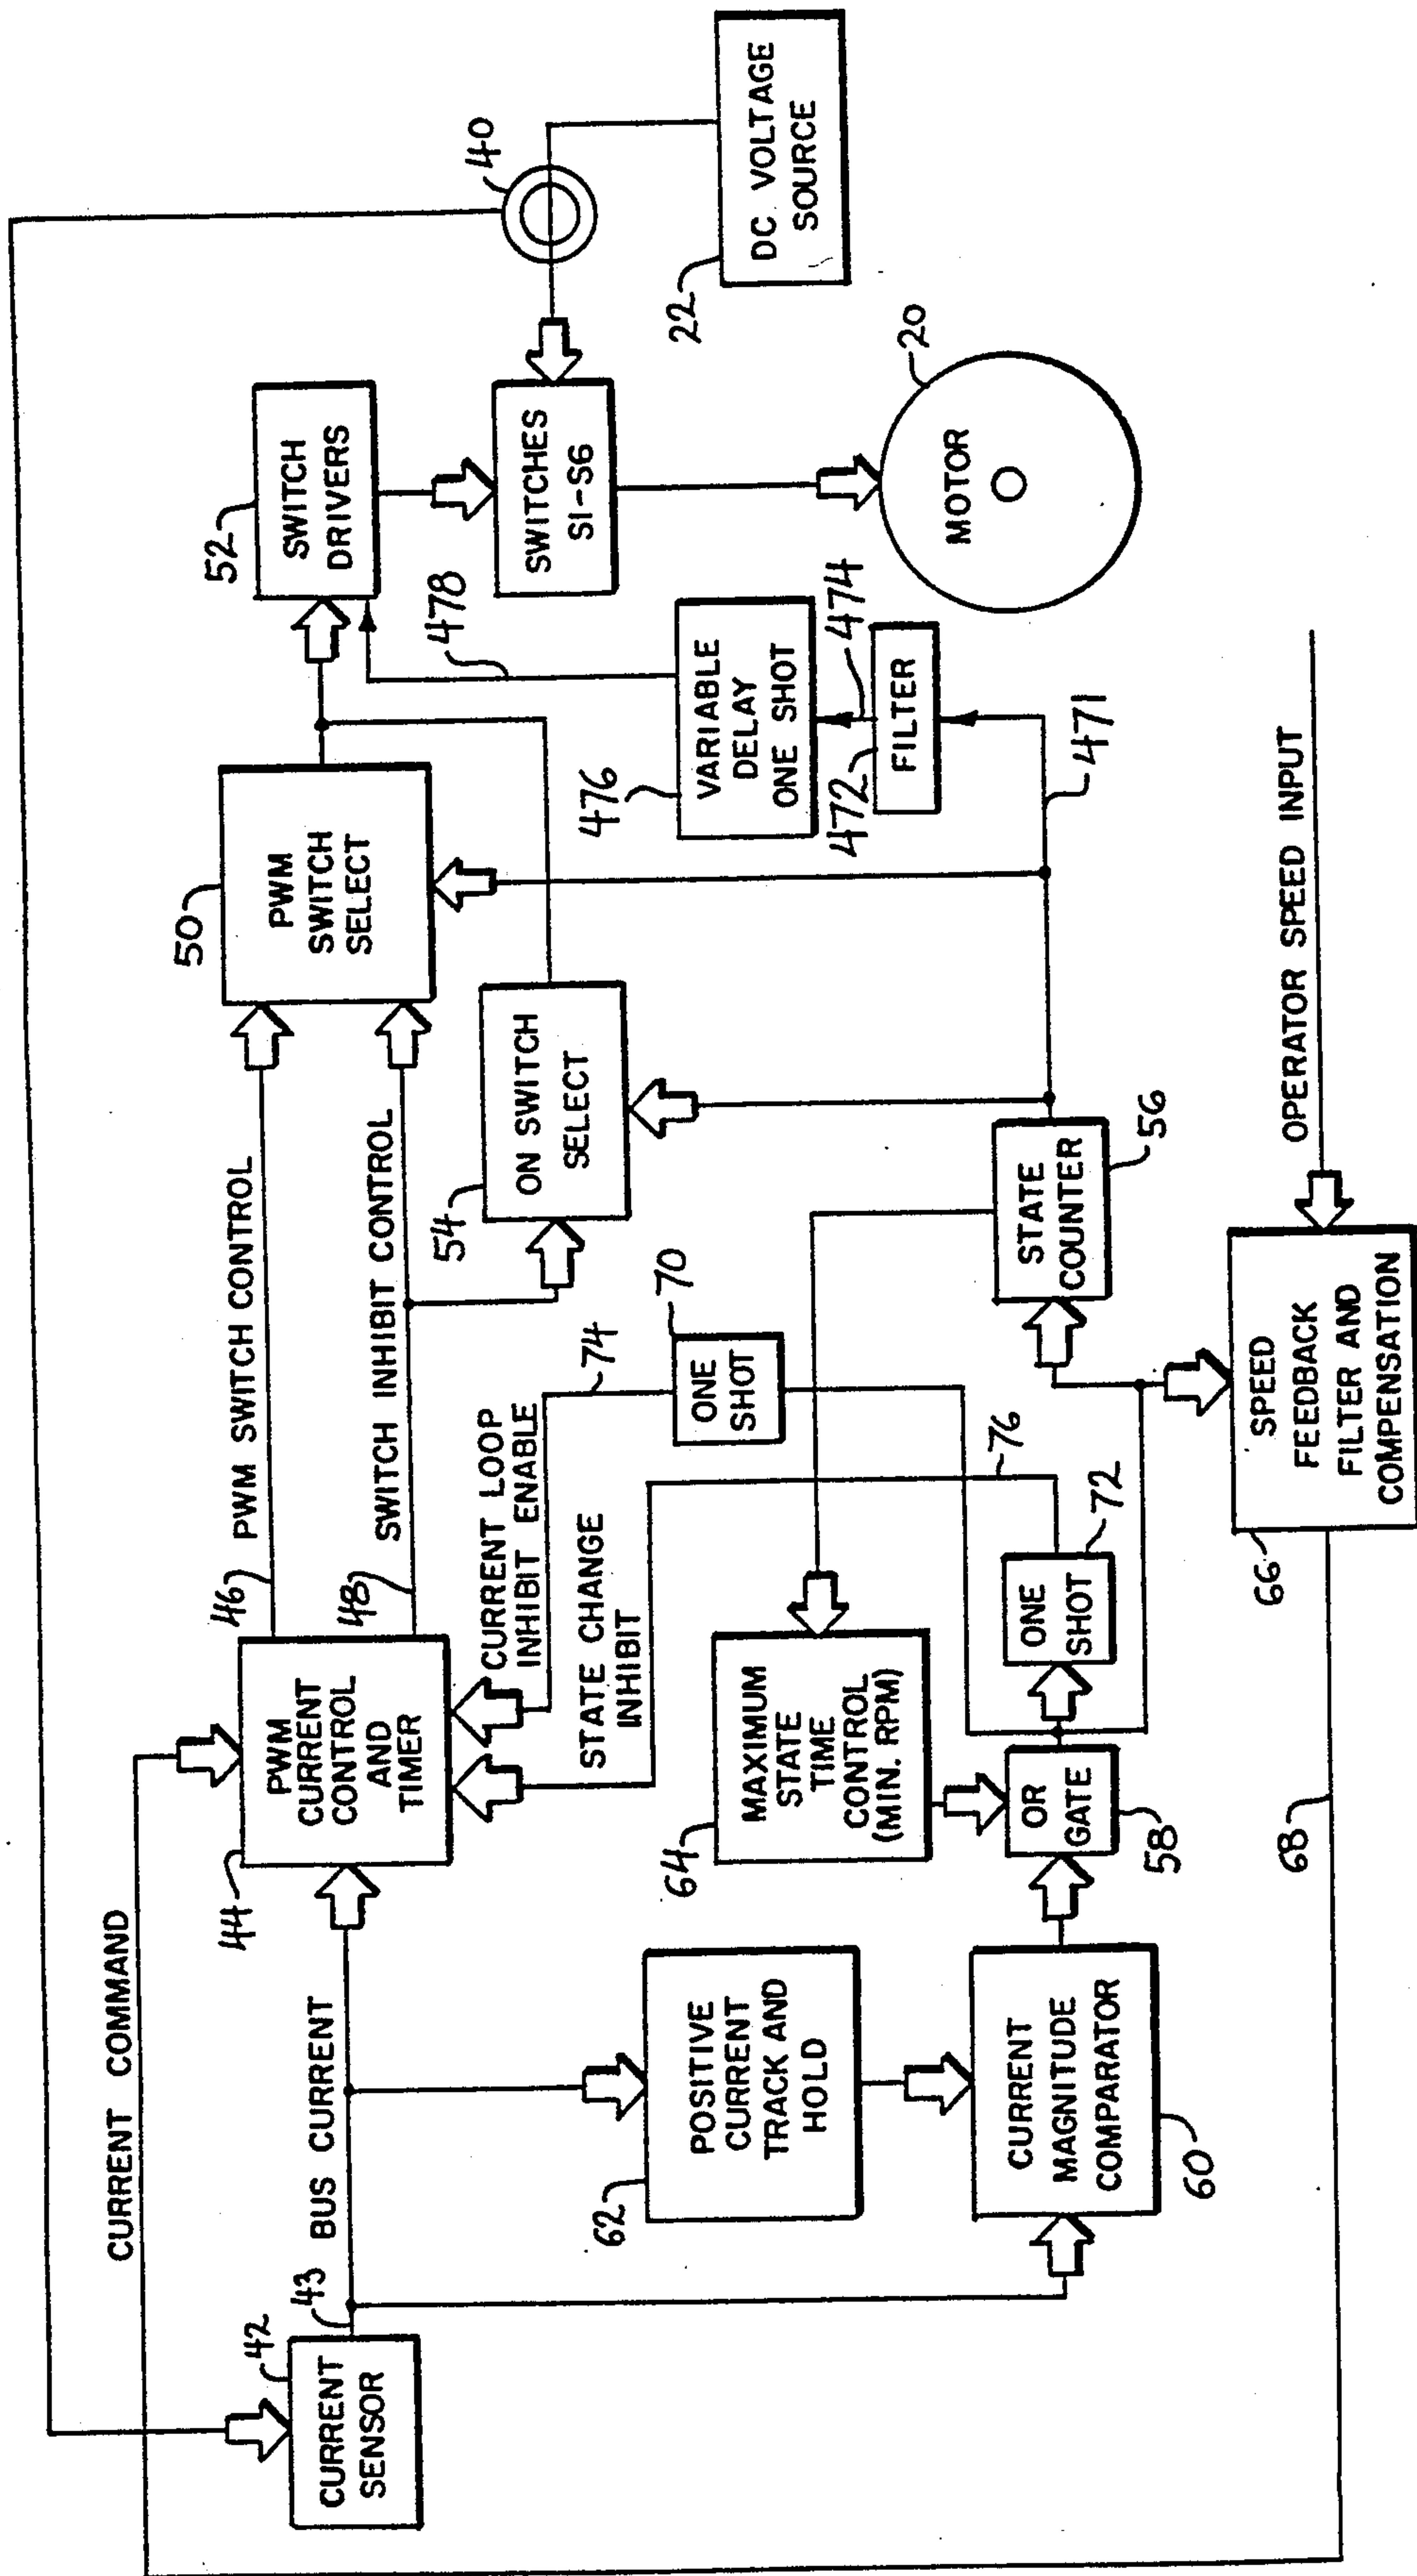 CURRENT COMMAND
42
CURRENT
SENSOR
43
BUS CURRENT
44
PWM
CURRENT
CONTROL
AND
TIMER
46
PWM SWITCH CONTROL
48
SWITCH INHIBIT CONTROL
50
PWM
SWITCH
SELECT
52
SWITCH
DRIVERS
40
SWITCHES
S1-S6
DC VOLTAGE
SOURCE
22
CURRENT LOOP
INHIBIT ENABLE
74
STATE CHANGE
INHIBIT
70
ONE
SHOT
54
ON SWITCH
SELECT
478
476
VARIABLE
DELAY
ONE SHOT
474
472
FILTER
471
MOTOR
20
62
POSITIVE
CURRENT
TRACK AND
HOLD
64
MAXIMUM
STATE
TIME
CONTROL
(MIN. RPM)
76
CURRENT
MAGNITUDE
COMPARATOR
60
OR
GATE
58
ONE
SHOT
72
STATE
COUNTER
56
68
66
SPEED
FEEDBACK
FILTER AND
COMPENSATION
OPERATOR SPEED INPUT